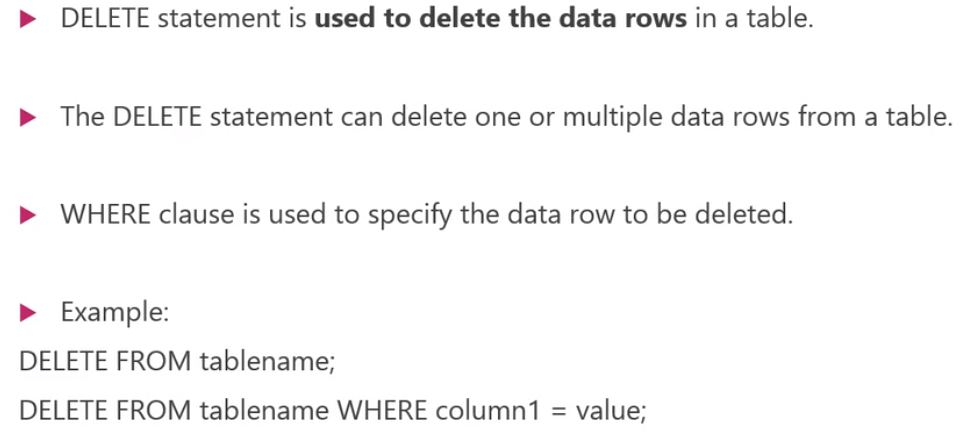 DELETE statement is used to delete the data rows in a table.
The DELETE statement can delete one or multiple data rows from a table.
WHERE clause is used to specify the data row to be deleted.
Example:
DELETE FROM tablename;
DELETE FROM tablename WHERE column1 = value;